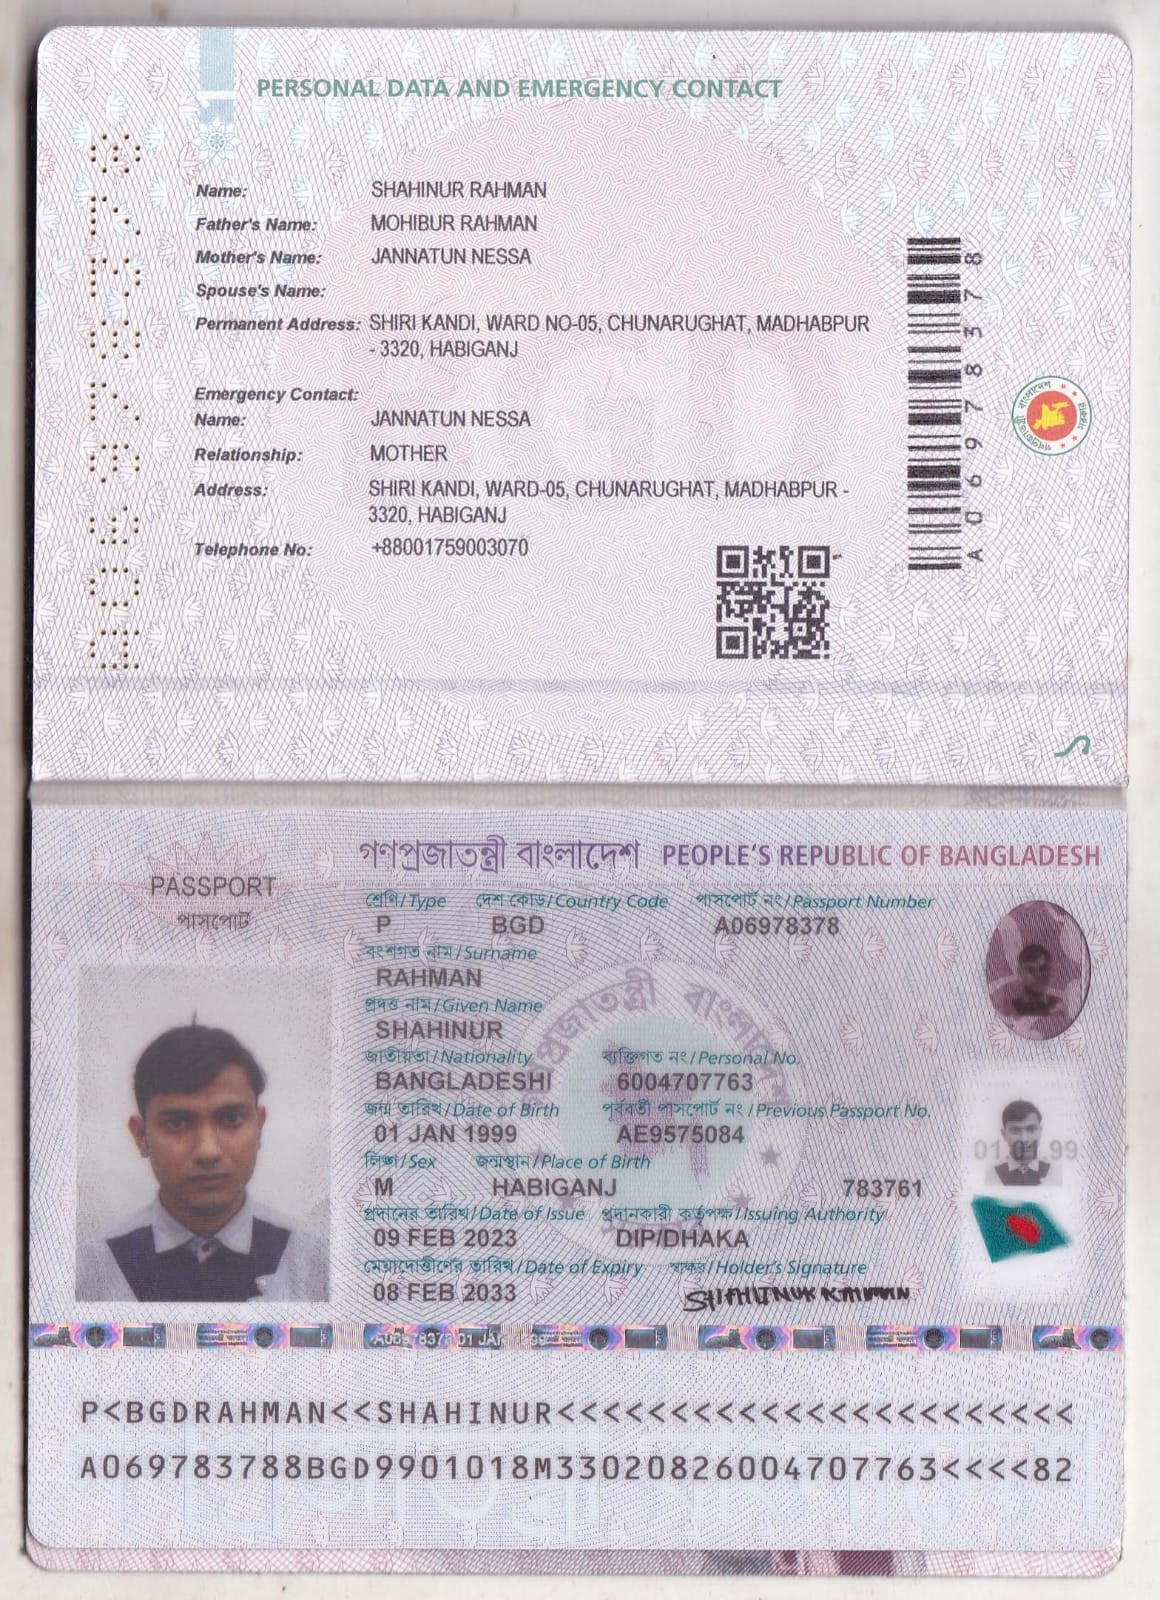 PERSONAL DATA AND EMERGENCY CONTACT
Name: SHAHINUR RAHMAN
Father's Name: MOHIBUR RAHMAN
Mother's Name: JANNATUN NESSA
Spouse's Name:
Permanent Address: SHIRI KANDI, WARD NO-05, CHUNARUGHAT, MADHABPUR
- 3320, HABIGANJ
Emergency Contact:
Name: JANNATUN NESSA
Relationship: MOTHER
Address: SHIRI KANDI, WARD-05, CHUNARUGHAT, MADHABPUR -
3320, HABIGANJ
Telephone No: +88001759003070
A06978378
A06978378
1
১
গণপ্রজাতন্ত্রী বাংলাদেশ PEOPLE'S REPUBLIC OF BANGLADESH
PASSPORT
পাসপোর্ট
শ্রেণি/Type দেশ কোড/Country Code পাসপোর্ট নং/Passport Number
P BGD A06978378
বংশগত নাম/Surname
RAHMAN
প্রদত্ত নাম/Given Name
SHAHINUR
জাতীয়তা/Nationality ব্যক্তিগত নং/Personal No.
BANGLADESHI 6004707763
জন্ম তারিখ/Date of Birth পূর্ববর্তী পাসপোর্ট নং/Previous Passport No.
01 JAN 1999 AE9575084
লিঙ্গ/Sex জন্মস্থান/Place of Birth
M HABIGANJ 783761
প্রদানের তারিখ/Date of Issue প্রদানকারী কর্তৃপক্ষ/Issuing Authority
09 FEB 2023 DIP/DHAKA
মেয়াদোত্তীর্ণের তারিখ/Date of Expiry স্বাক্ষর/Holder's Signature
08 FEB 2033 SHAHINUR RAHMAN
01.01.99
P<BGDRAHMAN<<SHAHINUR<<<<<<<<<<<<<<<<<<<<<<<
A069783788BGD9901018M33020826004707763<<<<82